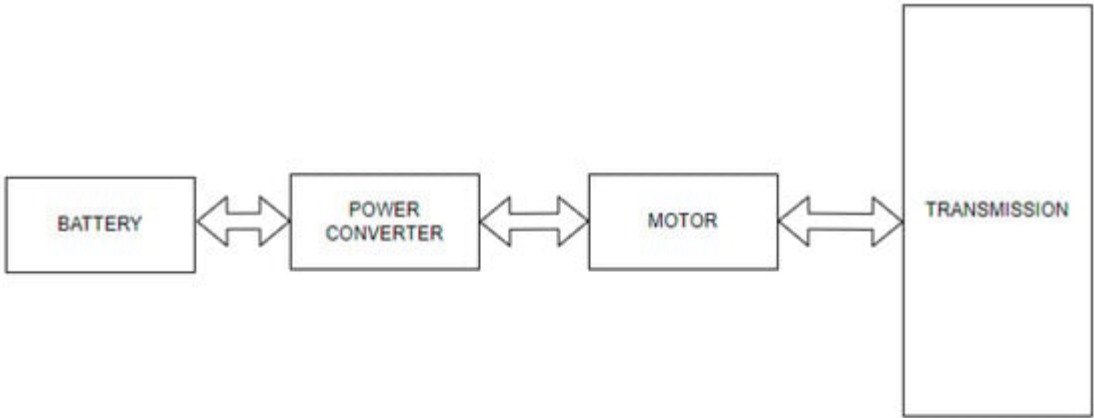 BATTERY
POWER
CONVERTER
MOTOR
TRANSMISSION